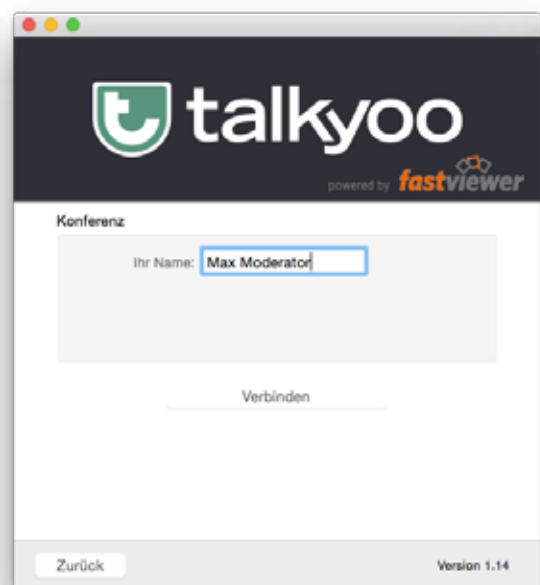 talkyoo
powered by fastviewer
Konferenz
Ihr Name: Max Moderator
Verbinden
Zurück Version 1.14